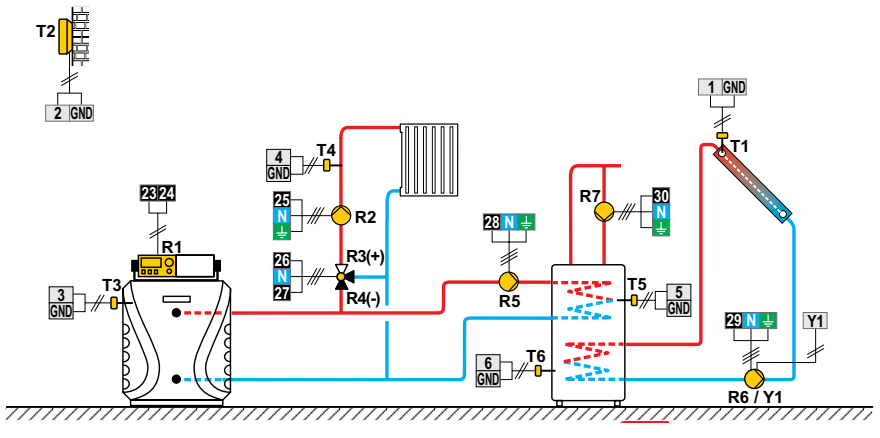 T2
2 GND
1 GND
T1
4
GND
T4
23 24
R1
25
N
R2
R7
30
N
28 N
26
N
27
R3(+)
R4(-)
T3
3
GND
R5
T5
5
GND
29 N
Y1
T6
6
GND
R6 / Y1